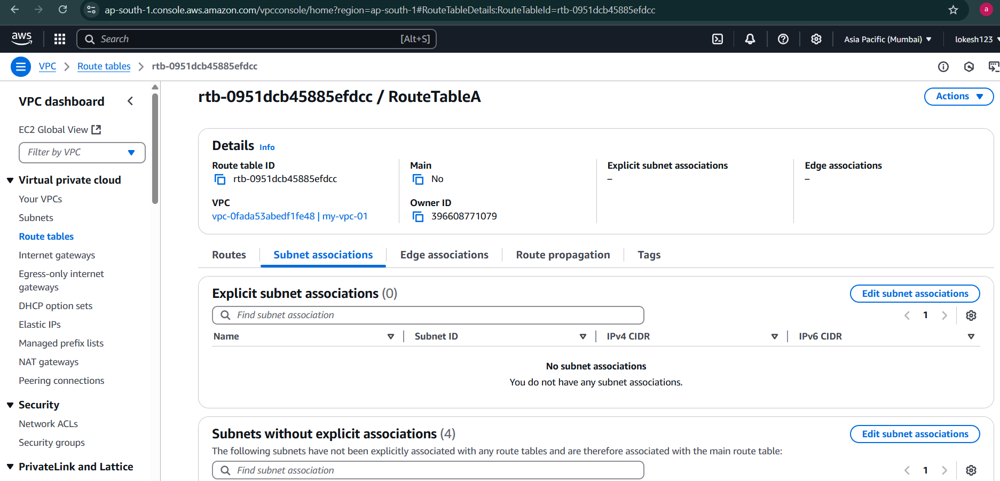 ap-south-1.console.aws.amazon.com/vpcconsole/home?region=ap-south-1#RouteTableDetails:RouteTableId=rtb-0951dcb45885efdcc
a
aws
Search
[Alt+S]
Asia Pacific (Mumbai)
lokesh123
VPC
Route tables
rtb-0951dcb45885efdcc
VPC dashboard
EC2 Global View
Filter by VPC
Virtual private cloud
Your VPCs
Subnets
Route tables
Internet gateways
Egress-only internet
gateways
DHCP option sets
Elastic IPs
Managed prefix lists
NAT gateways
Peering connections
Security
Network ACLs
Security groups
PrivateLink and Lattice
rtb-0951dcb45885efdcc / RouteTableA
Actions
Details Info
Route table ID
rtb-0951dcb45885efdcc
Main
No
Explicit subnet associations
–
Edge associations
–
VPC
vpc-0fada53abedf1fe48 | my-vpc-01
Owner ID
396608771079
Routes
Subnet associations
Edge associations
Route propagation
Tags
Explicit subnet associations (0)
Edit subnet associations
Find subnet association
1
Name
Subnet ID
IPv4 CIDR
IPv6 CIDR
No subnet associations
You do not have any subnet associations.
Subnets without explicit associations (4)
Edit subnet associations
The following subnets have not been explicitly associated with any route tables and are therefore associated with the main route table:
Find subnet association
1